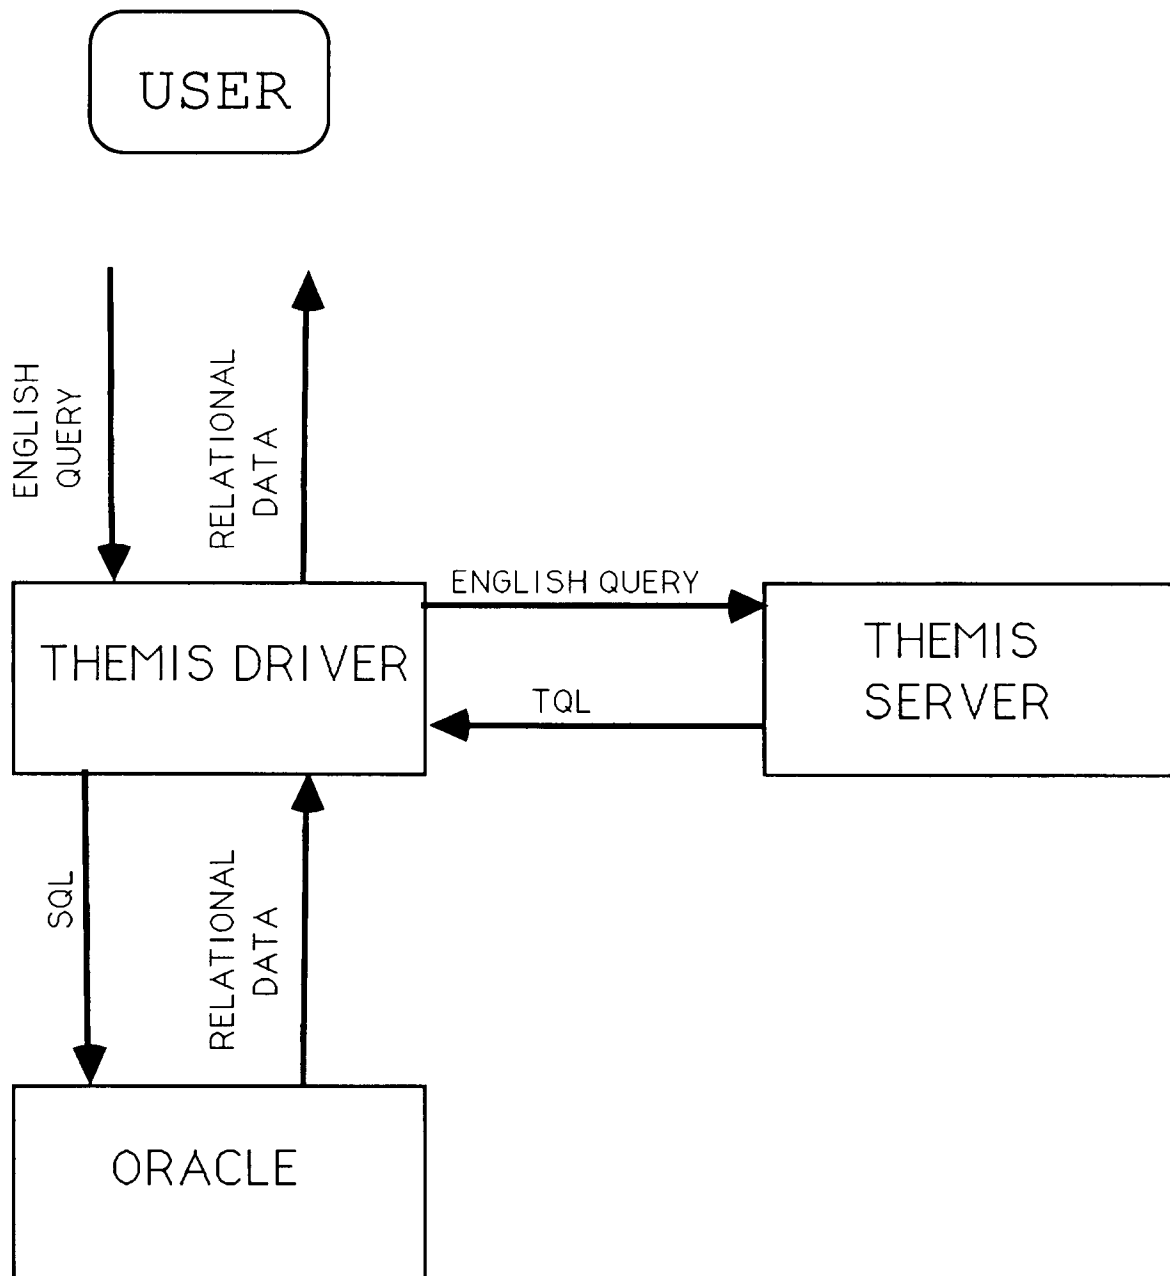 USER
ENGLISH
QUERY
RELATIONAL
DATA
ENGLISH QUERY
THEMIS DRIVER
THEMIS
SERVER
TQL
SQL
RELATIONAL
DATA
ORACLE